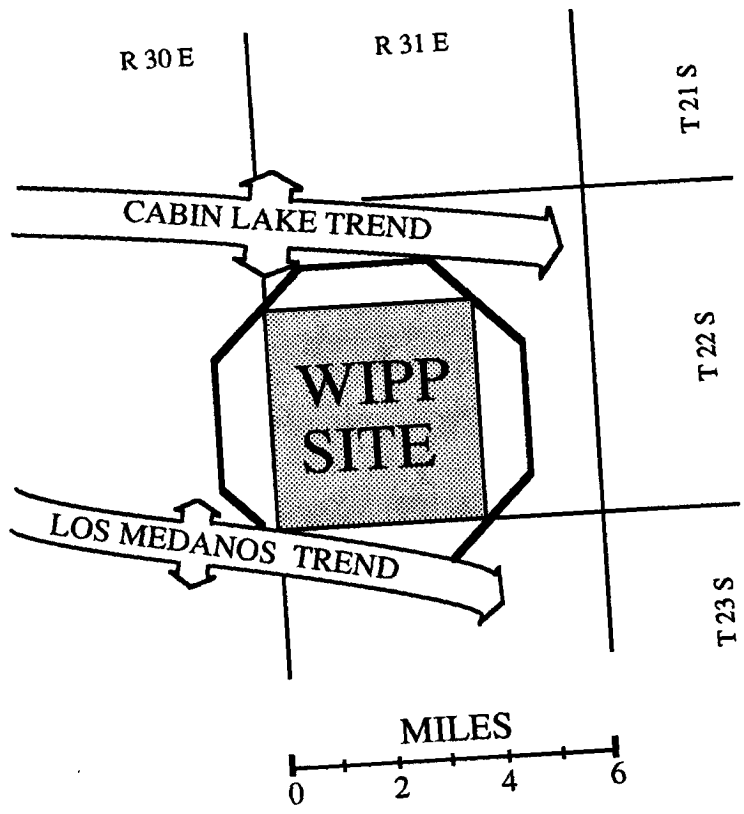 R 30 E
R 31 E
T 21 S
CABIN LAKE TREND
WIPP
SITE
T 22 S
LOS MEDANOS TREND
T 23 S
MILES
0 2 4 6